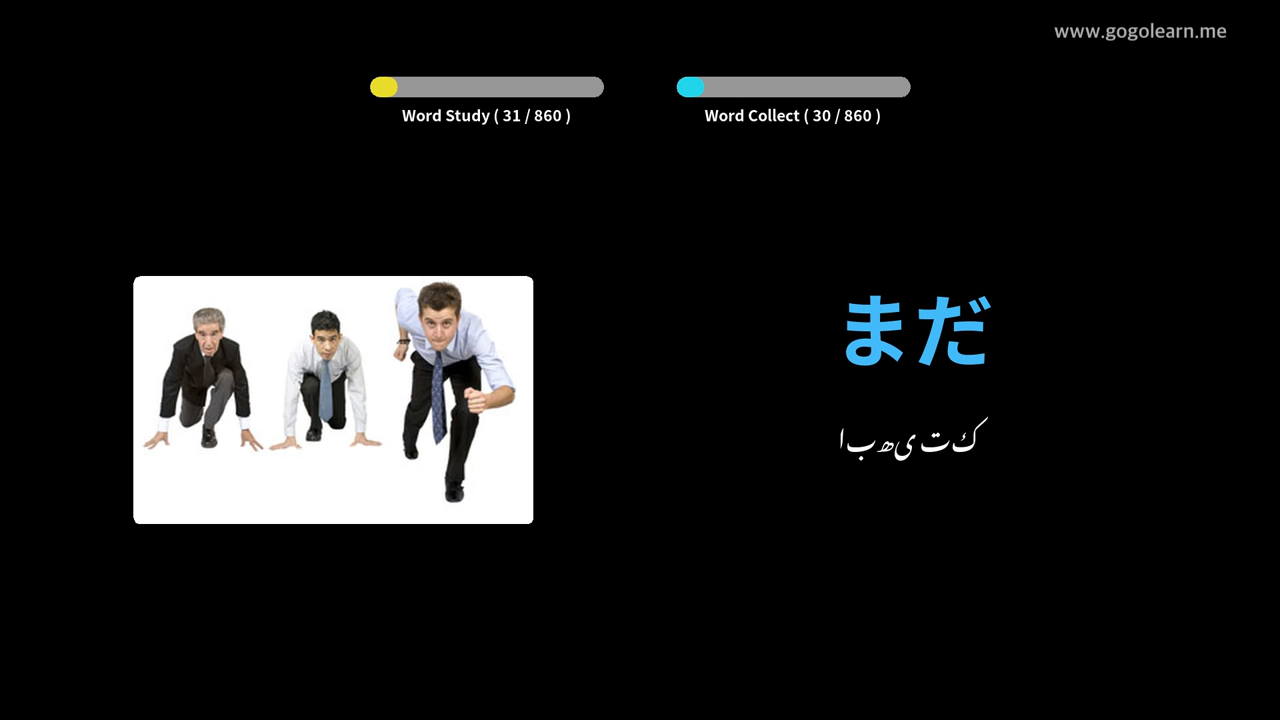 www.gogolearn.me
Word Study ( 31 / 860 )
Word Collect ( 30 / 860 )
まだ
ابھی تک